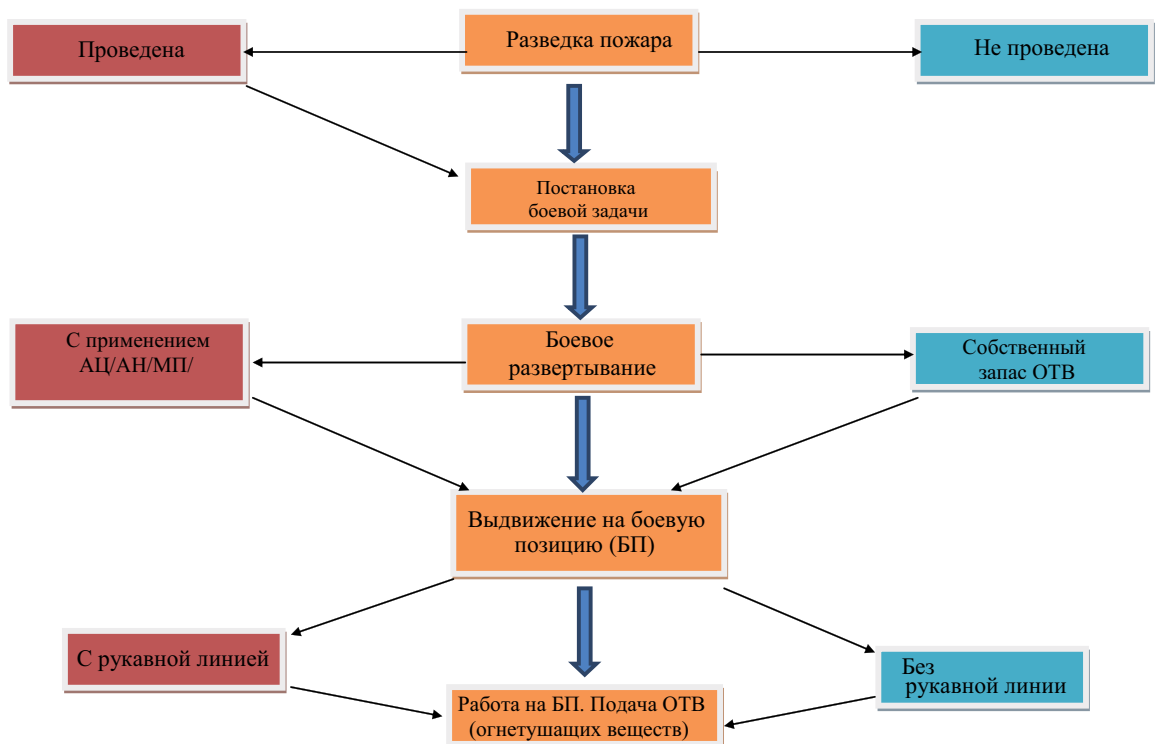 Проведена
Разведка пожара
Не проведена
Постановка
боевой задачи
С применением
АЦ/АН/МП/
Боевое
развертывание
Собственный
запас ОТВ
Выдвижение на боевую
позицию (БП)
С рукавной линией
Без
рукавной линии
Работа на БП. Подача ОТВ
(огнетушащих веществ)